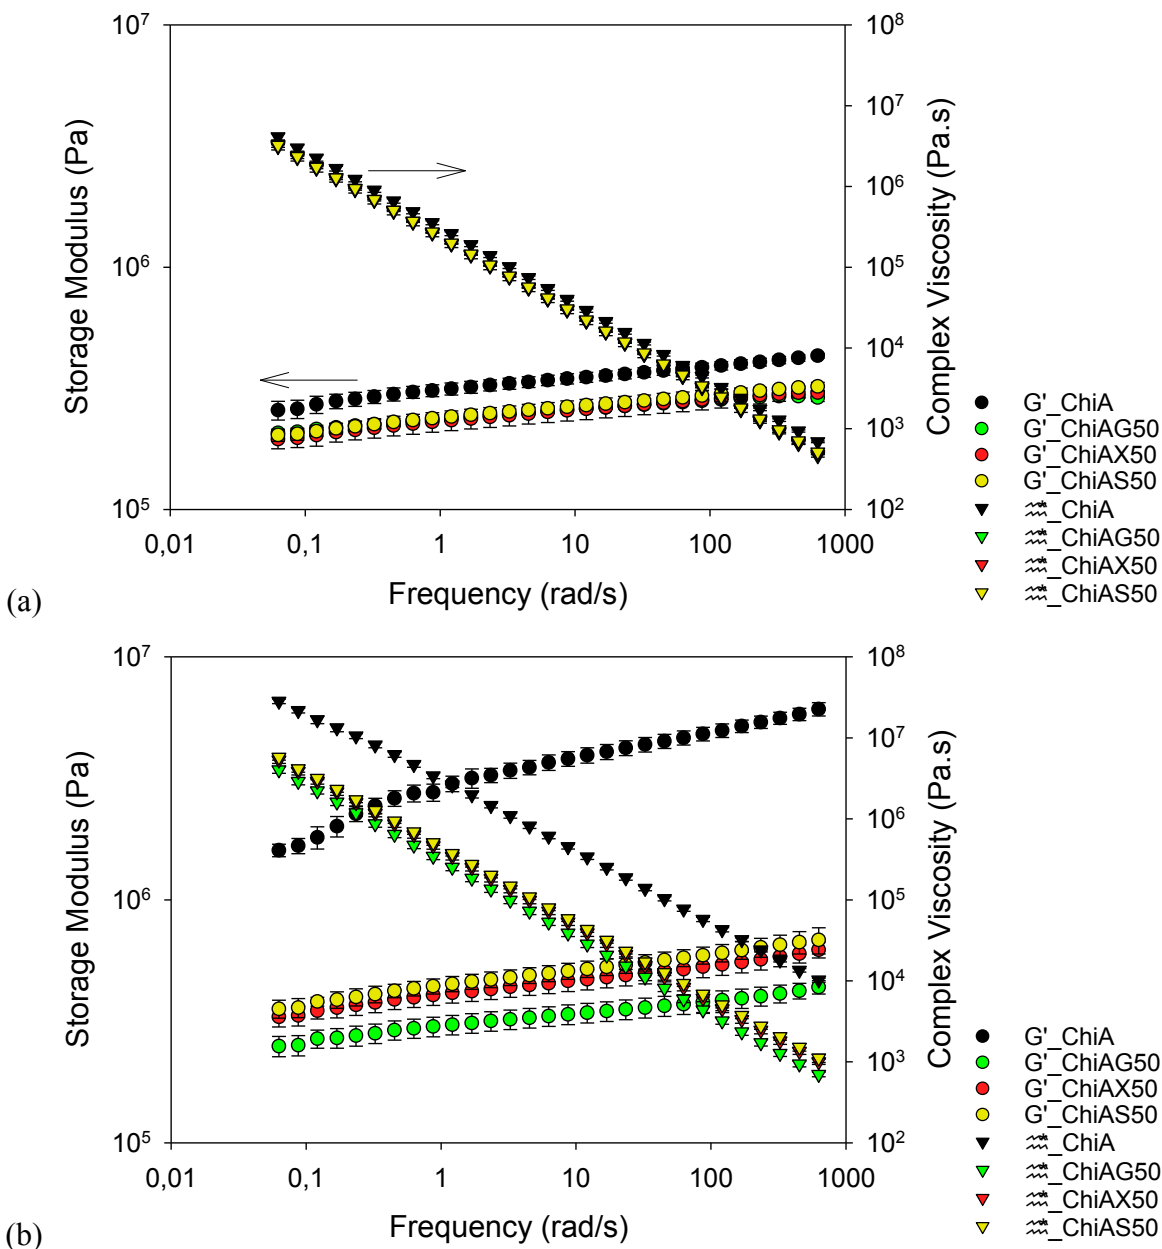 10⁷
10⁶
10⁵
Storage Modulus (Pa)
10⁸
10⁷
10⁶
10⁵
10⁴
10³
10²
Complex Viscosity (Pa.s)
0,01 0,1 1 10 100 1000
Frequency (rad/s)
(a)
G'_ChiA
G'_ChiAG50
G'_ChiAX50
G'_ChiAS50
_ChiA
_ChiAG50
_ChiAX50
_ChiAS50
10⁷
10⁶
10⁵
Storage Modulus (Pa)
10⁸
10⁷
10⁶
10⁵
10⁴
10³
10²
Complex Viscosity (Pa.s)
0,01 0,1 1 10 100 1000
Frequency (rad/s)
(b)
G'_ChiA
G'_ChiAG50
G'_ChiAX50
G'_ChiAS50
_ChiA
_ChiAG50
_ChiAX50
_ChiAS50